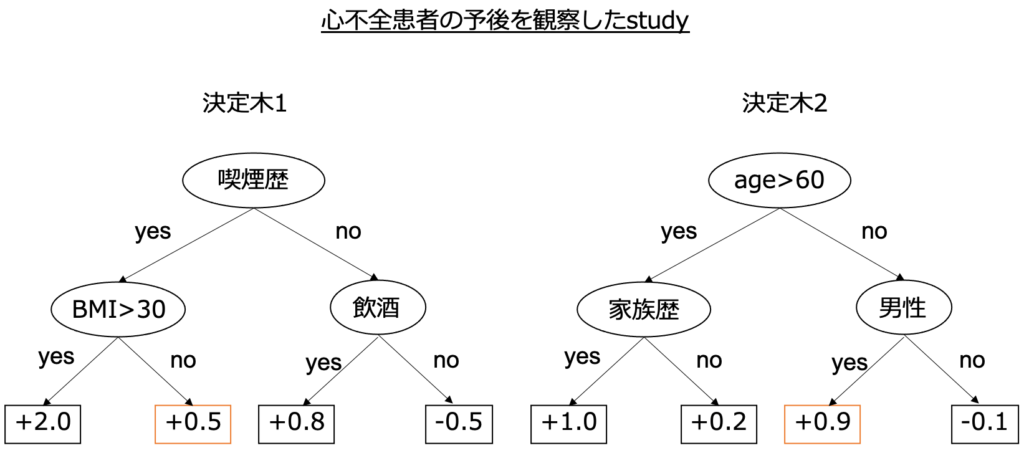 心不全患者の予後を観察したstudy
決定木1
決定木2
喫煙歴
age>60
yes
no
yes
no
BMI>30
飲酒
家族歴
男性
yes
no
yes
no
yes
no
yes
no
+2.0
+0.5
+0.8
-0.5
+1.0
+0.2
+0.9
-0.1